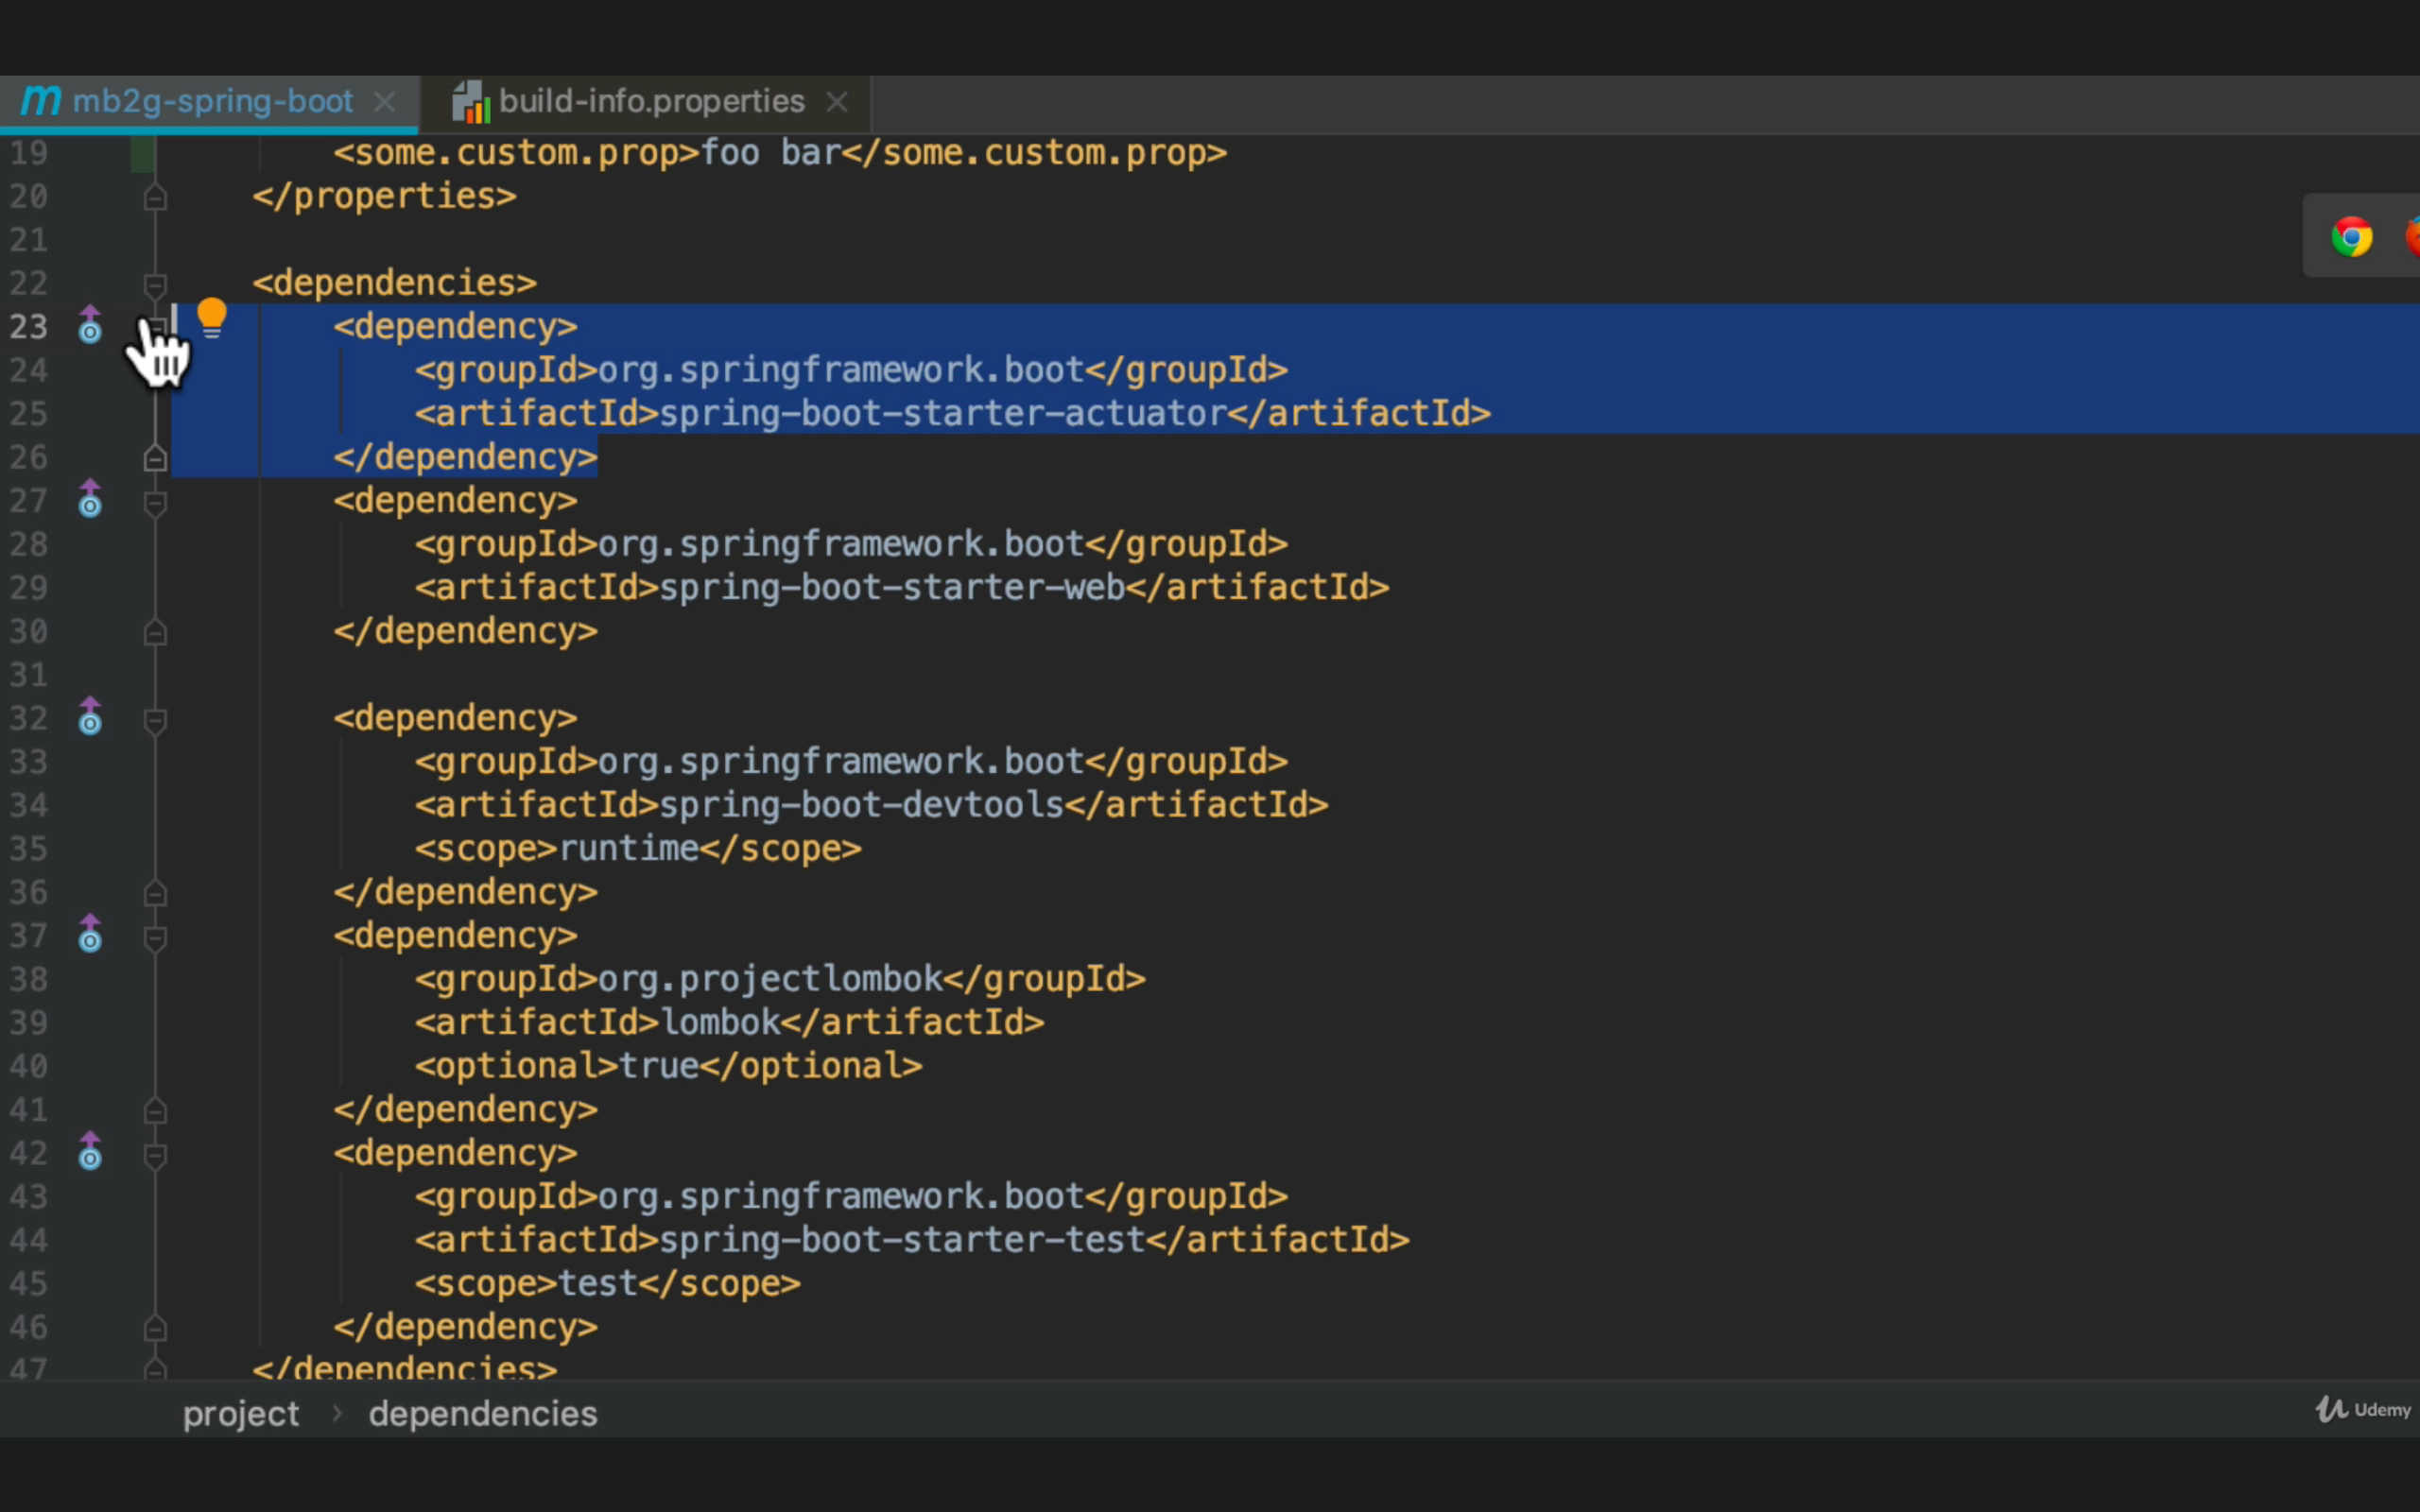 mb2g-spring-boot build-info.properties
19 <some.custom.prop>foo bar</some.custom.prop>
20 </properties>
21
22 <dependencies>
23 <dependency>
24 <groupId>org.springframework.boot</groupId>
25 <artifactId>spring-boot-starter-actuator</artifactId>
26 </dependency>
27 <dependency>
28 <groupId>org.springframework.boot</groupId>
29 <artifactId>spring-boot-starter-web</artifactId>
30 </dependency>
31
32 <dependency>
33 <groupId>org.springframework.boot</groupId>
34 <artifactId>spring-boot-devtools</artifactId>
35 <scope>runtime</scope>
36 </dependency>
37 <dependency>
38 <groupId>org.projectlombok</groupId>
39 <artifactId>lombok</artifactId>
40 <optional>true</optional>
41 </dependency>
42 <dependency>
43 <groupId>org.springframework.boot</groupId>
44 <artifactId>spring-boot-starter-test</artifactId>
45 <scope>test</scope>
46 </dependency>
47 </dependencies>
project › dependencies
Udemy